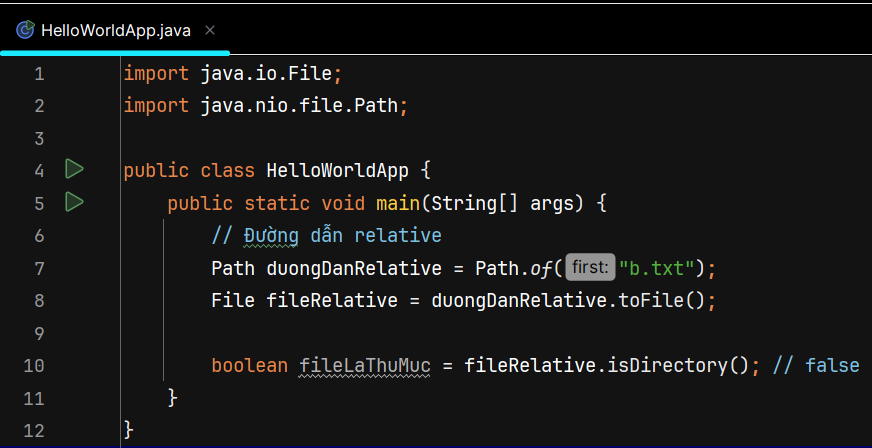 HelloWorldApp.java ×
1 import java.io.File;
2 import java.nio.file.Path;
3
4 public class HelloWorldApp {
5 public static void main(String[] args) {
6 // Đường dẫn relative
7 Path duongDanRelative = Path.of( first: "b.txt");
8 File fileRelative = duongDanRelative.toFile();
9
10 boolean fileLaThuMuc = fileRelative.isDirectory(); // false
11 }
12 }